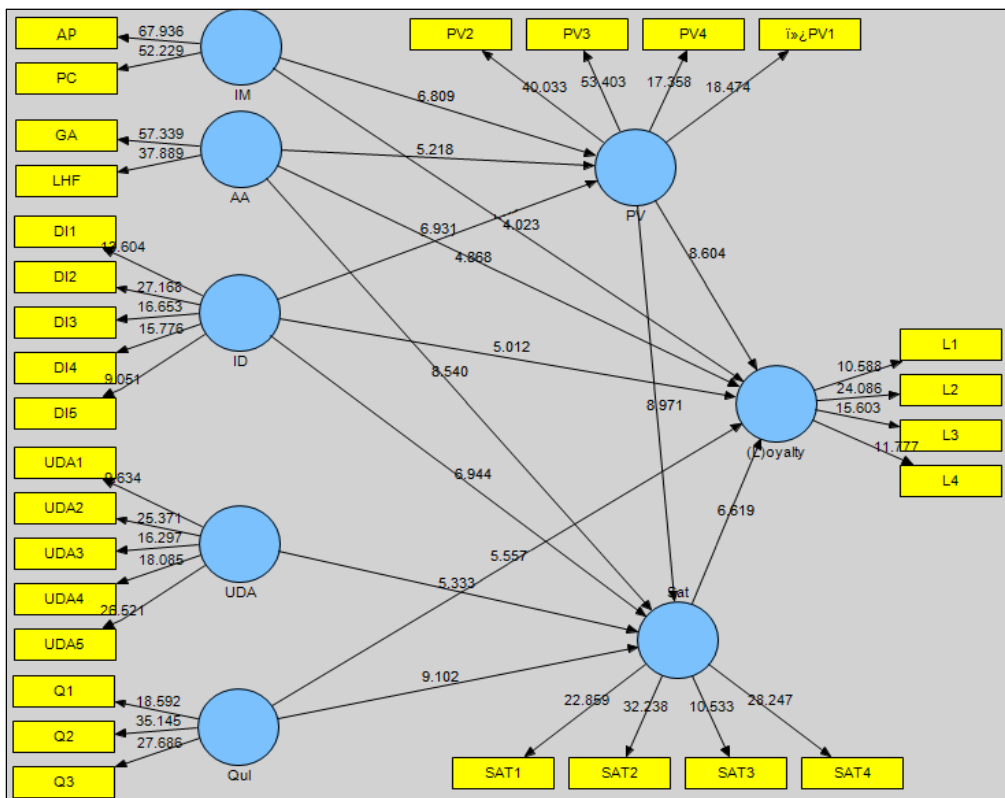 AP
67.936
PC
52.229
IM
GA
57.339
LHF
37.889
AA
DI1
13.604
DI2
27.168
DI3
16.653
DI4
15.776
DI5
9.051
ID
UDA1
9.634
UDA2
25.371
UDA3
16.297
UDA4
18.085
UDA5
26.521
UDA
Q1
18.592
Q2
35.145
Q3
27.686
Qul
PV2
PV3
PV4
ï»¿PV1
40.033
53.403
17.358
18.474
PV
6.809
5.218
6.931
4.023
4.868
8.604
5.012
8.540
8.971
6.944
6.619
5.557
5.333
9.102
(L)oyalty
L1
10.588
L2
24.086
L3
15.603
L4
11.777
Sat
22.859
32.238
10.533
28.247
SAT1
SAT2
SAT3
SAT4